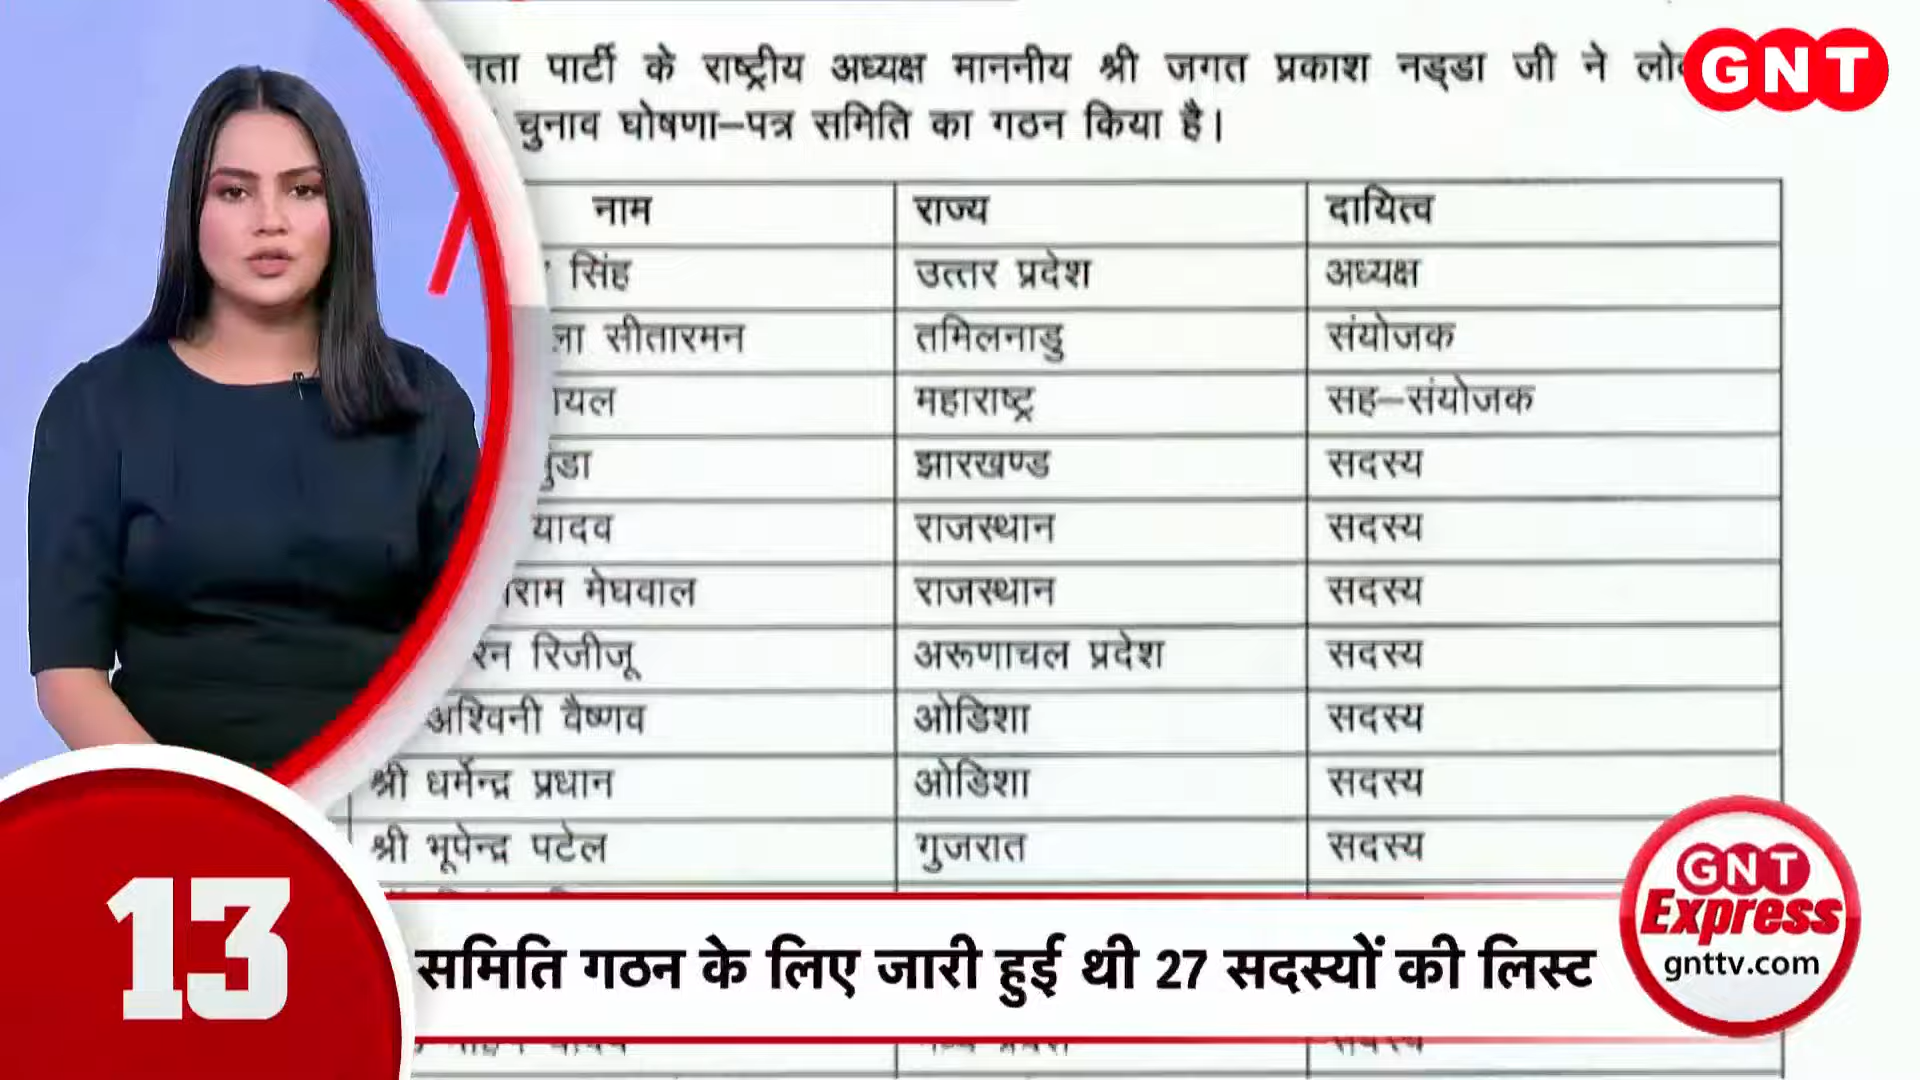 पार्टी के राष्ट्रीय अध्यक्ष माननीय श्री जगत प्रकाश नड्डा जी ने
चुनाव घोषणा–पत्र समिति का गठन किया है।
GNT
नाम राज्य दायित्व
सिंह उत्तर प्रदेश अध्यक्ष
सीतारमन तमिलनाडु संयोजक
महाराष्ट्र सह–संयोजक
झारखण्ड सदस्य
यादव राजस्थान सदस्य
मेघवाल राजस्थान सदस्य
रिजीजू अरूणाचल प्रदेश सदस्य
अश्विनी वैष्णव ओडिशा सदस्य
श्री धर्मेन्द्र प्रधान ओडिशा सदस्य
श्री भूपेन्द्र पटेल गुजरात सदस्य
13
समिति गठन के लिए जारी हुई थी 27 सदस्यों की लिस्ट
GNT
Express
gnttv.com